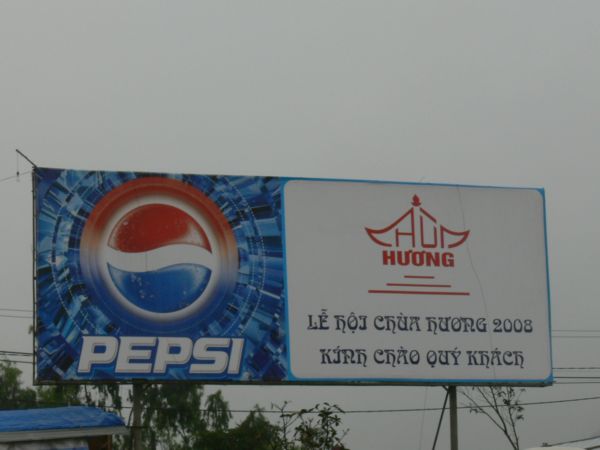 PEPSI
CHÙA
HƯƠNG
LỄ HỘI CHÙA HƯƠNG 2008
KÍNH CHÀO QUÝ KHÁCH